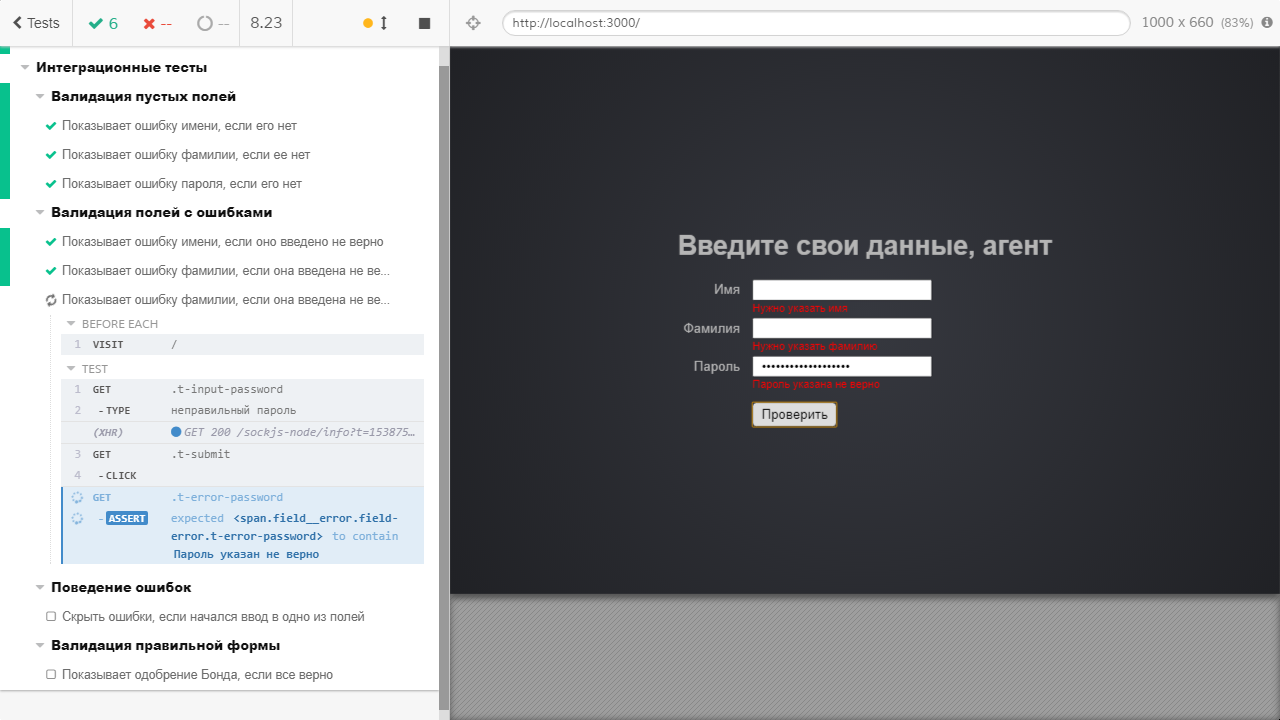 Tests
6
--
--
8.23
http://localhost:3000/
1000 x 660 (83%)
Интеграционные тесты
Валидация пустых полей
Показывает ошибку имени, если его нет
Показывает ошибку фамилии, если ее нет
Показывает ошибку пароля, если его нет
Валидация полей с ошибками
Показывает ошибку имени, если оно введено не верно
Показывает ошибку фамилии, если она введена не ве...
Показывает ошибку фамилии, если она введена не ве...
BEFORE EACH
1 VISIT /
TEST
1 GET .t-input-password
2 -TYPE неправильный пароль
(XHR) GET 200 /sockjs-node/info?t=153875...
3 GET .t-submit
4 -CLICK
GET .t-error-password
-ASSERT expected <span.field__error.field-
error.t-error-password> to contain
Пароль указан не верно
Поведение ошибок
Скрыть ошибки, если начался ввод в одно из полей
Валидация правильной формы
Показывает одобрение Бонда, если все верно
Введите свои данные, агент
Имя
Нужно указать имя
Фамилия
Нужно указать фамилию
Пароль
Пароль указана не верно
Проверить